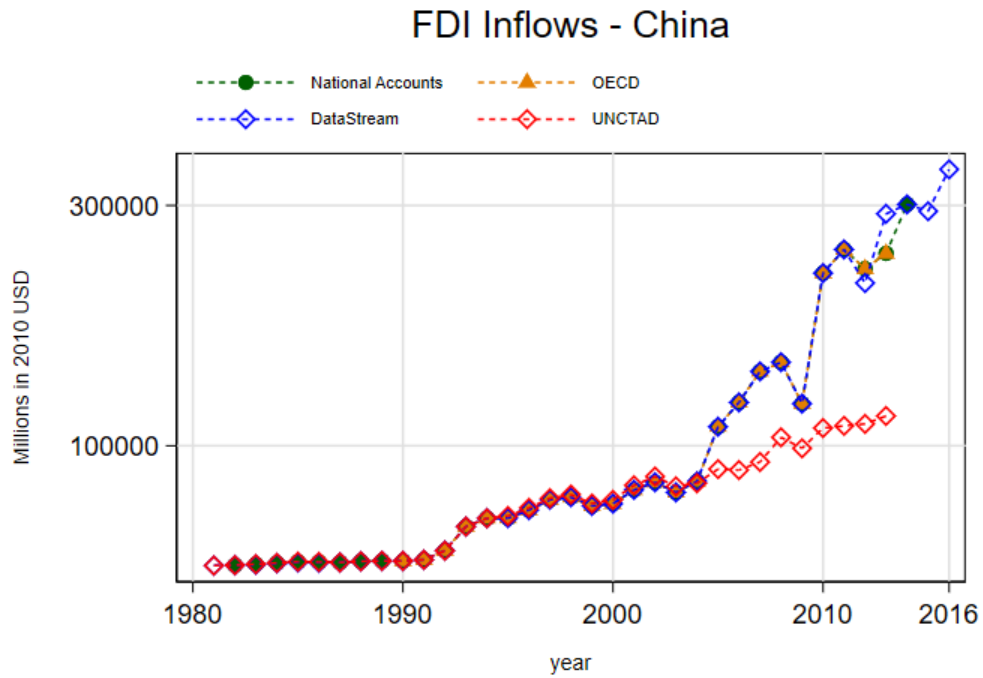 FDI Inflows - China
National Accounts
OECD
DataStream
UNCTAD
300000
100000
Millions in 2010 USD
1980
1990
2000
2010
2016
year